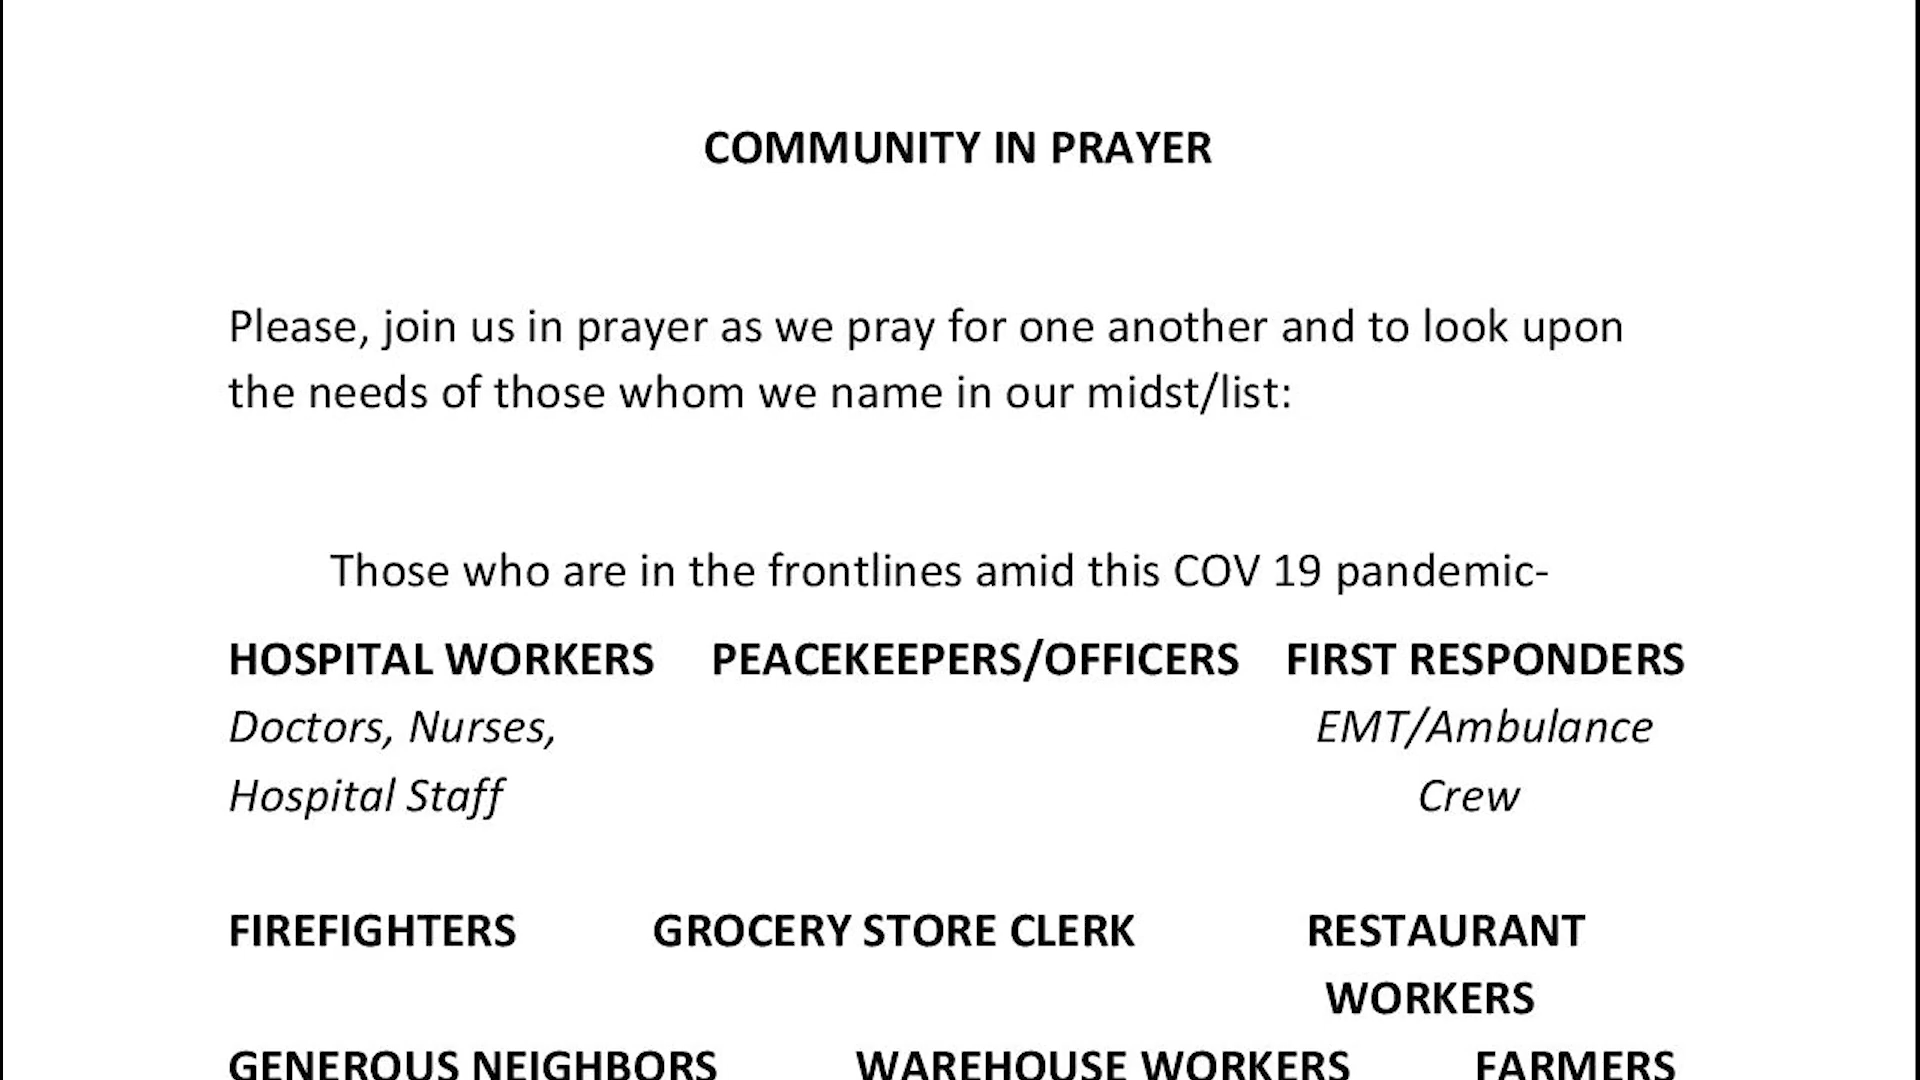 COMMUNITY IN PRAYER
Please, join us in prayer as we pray for one another and to look upon
the needs of those whom we name in our midst/list:
Those who are in the frontlines amid this COV 19 pandemic-
HOSPITAL WORKERS PEACEKEEPERS/OFFICERS FIRST RESPONDERS
Doctors, Nurses, EMT/Ambulance
Hospital Staff Crew
FIREFIGHTERS GROCERY STORE CLERK RESTAURANT
WORKERS
GENEROUS NEIGHBORS WAREHOUSE WORKERS FARMERS